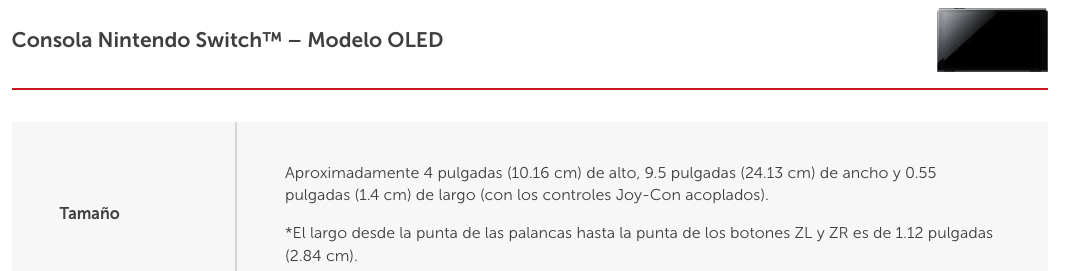 Consola Nintendo Switch™ – Modelo OLED
Aproximadamente 4 pulgadas (10.16 cm) de alto, 9.5 pulgadas (24.13 cm) de ancho y 0.55
pulgadas (1.4 cm) de largo (con los controles Joy-Con acoplados).
Tamaño
*El largo desde la punta de las palancas hasta la punta de los botones ZL y ZR es de 1.12 pulgadas
(2.84 cm).